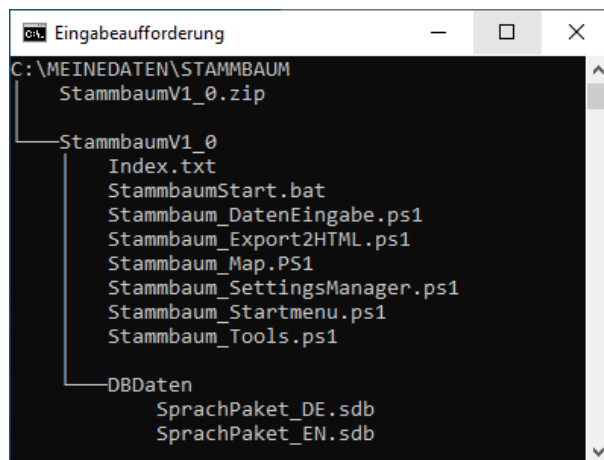 Eingabeaufforderung
C:\MEINEDATEN\STAMMBAUM
StammbaumV1_0.zip
StammbaumV1_0
Index.txt
StammbaumStart.bat
Stammbaum_DatenEingabe.ps1
Stammbaum_Export2HTML.ps1
Stammbaum_Map.PS1
Stammbaum_SettingsManager.ps1
Stammbaum_Startmenu.ps1
Stammbaum_Tools.ps1
DBDaten
SprachPaket_DE.sdb
SprachPaket_EN.sdb